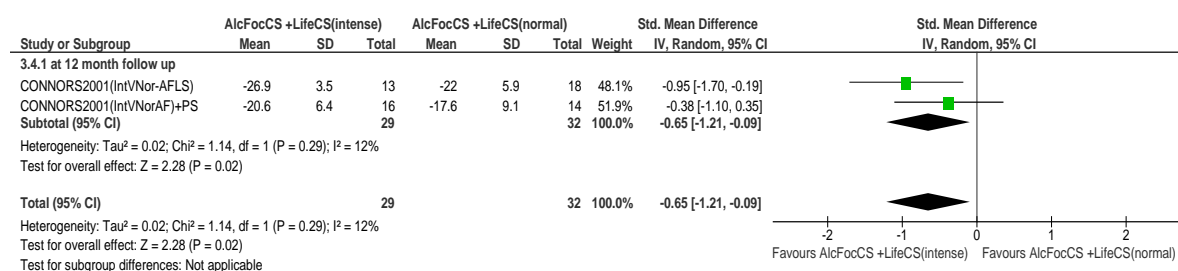 AlcFocCS +LifeCS(intense) AlcFocCS +LifeCS(normal) Std. Mean Difference Std. Mean Difference
Study or Subgroup Mean SD Total Mean SD Total Weight IV, Random, 95% CI IV, Random, 95% CI
3.4.1 at 12 month follow up
CONNORS2001(IntVNor-AFLS) -26.9 3.5 13 -22 5.9 18 48.1% -0.95 [-1.70, -0.19]
CONNORS2001(IntVNorAF)+PS -20.6 6.4 16 -17.6 9.1 14 51.9% -0.38 [-1.10, 0.35]
Subtotal (95% CI) 29 32 100.0% -0.65 [-1.21, -0.09]
Heterogeneity: Tau² = 0.02; Chi² = 1.14, df = 1 (P = 0.29); I² = 12%
Test for overall effect: Z = 2.28 (P = 0.02)
Total (95% CI) 29 32 100.0% -0.65 [-1.21, -0.09]
Heterogeneity: Tau² = 0.02; Chi² = 1.14, df = 1 (P = 0.29); I² = 12%
Test for overall effect: Z = 2.28 (P = 0.02)
Test for subgroup differences: Not applicable
-2 -1 0 1 2
Favours AlcFocCS +LifeCS(intense) Favours AlcFocCS +LifeCS(normal)